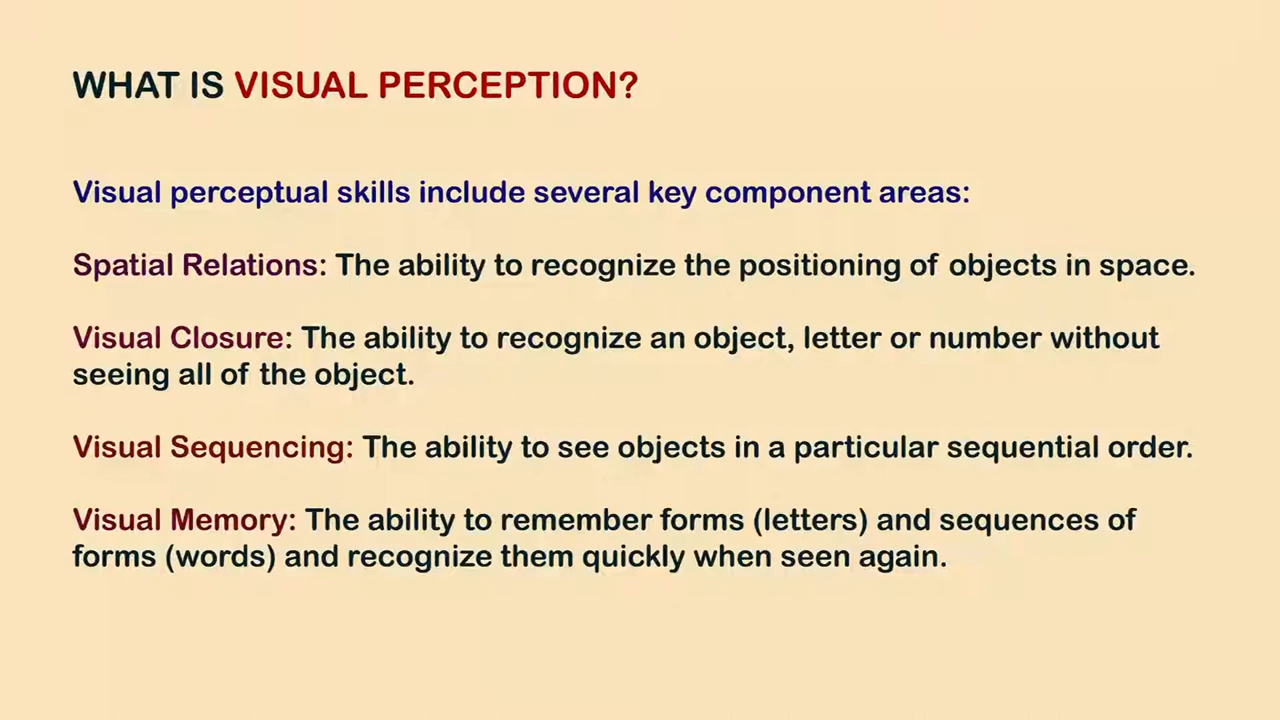 WHAT IS VISUAL PERCEPTION?
Visual perceptual skills include several key component areas:
Spatial Relations: The ability to recognize the positioning of objects in space.
Visual Closure: The ability to recognize an object, letter or number without
seeing all of the object.
Visual Sequencing: The ability to see objects in a particular sequential order.
Visual Memory: The ability to remember forms (letters) and sequences of
forms (words) and recognize them quickly when seen again.